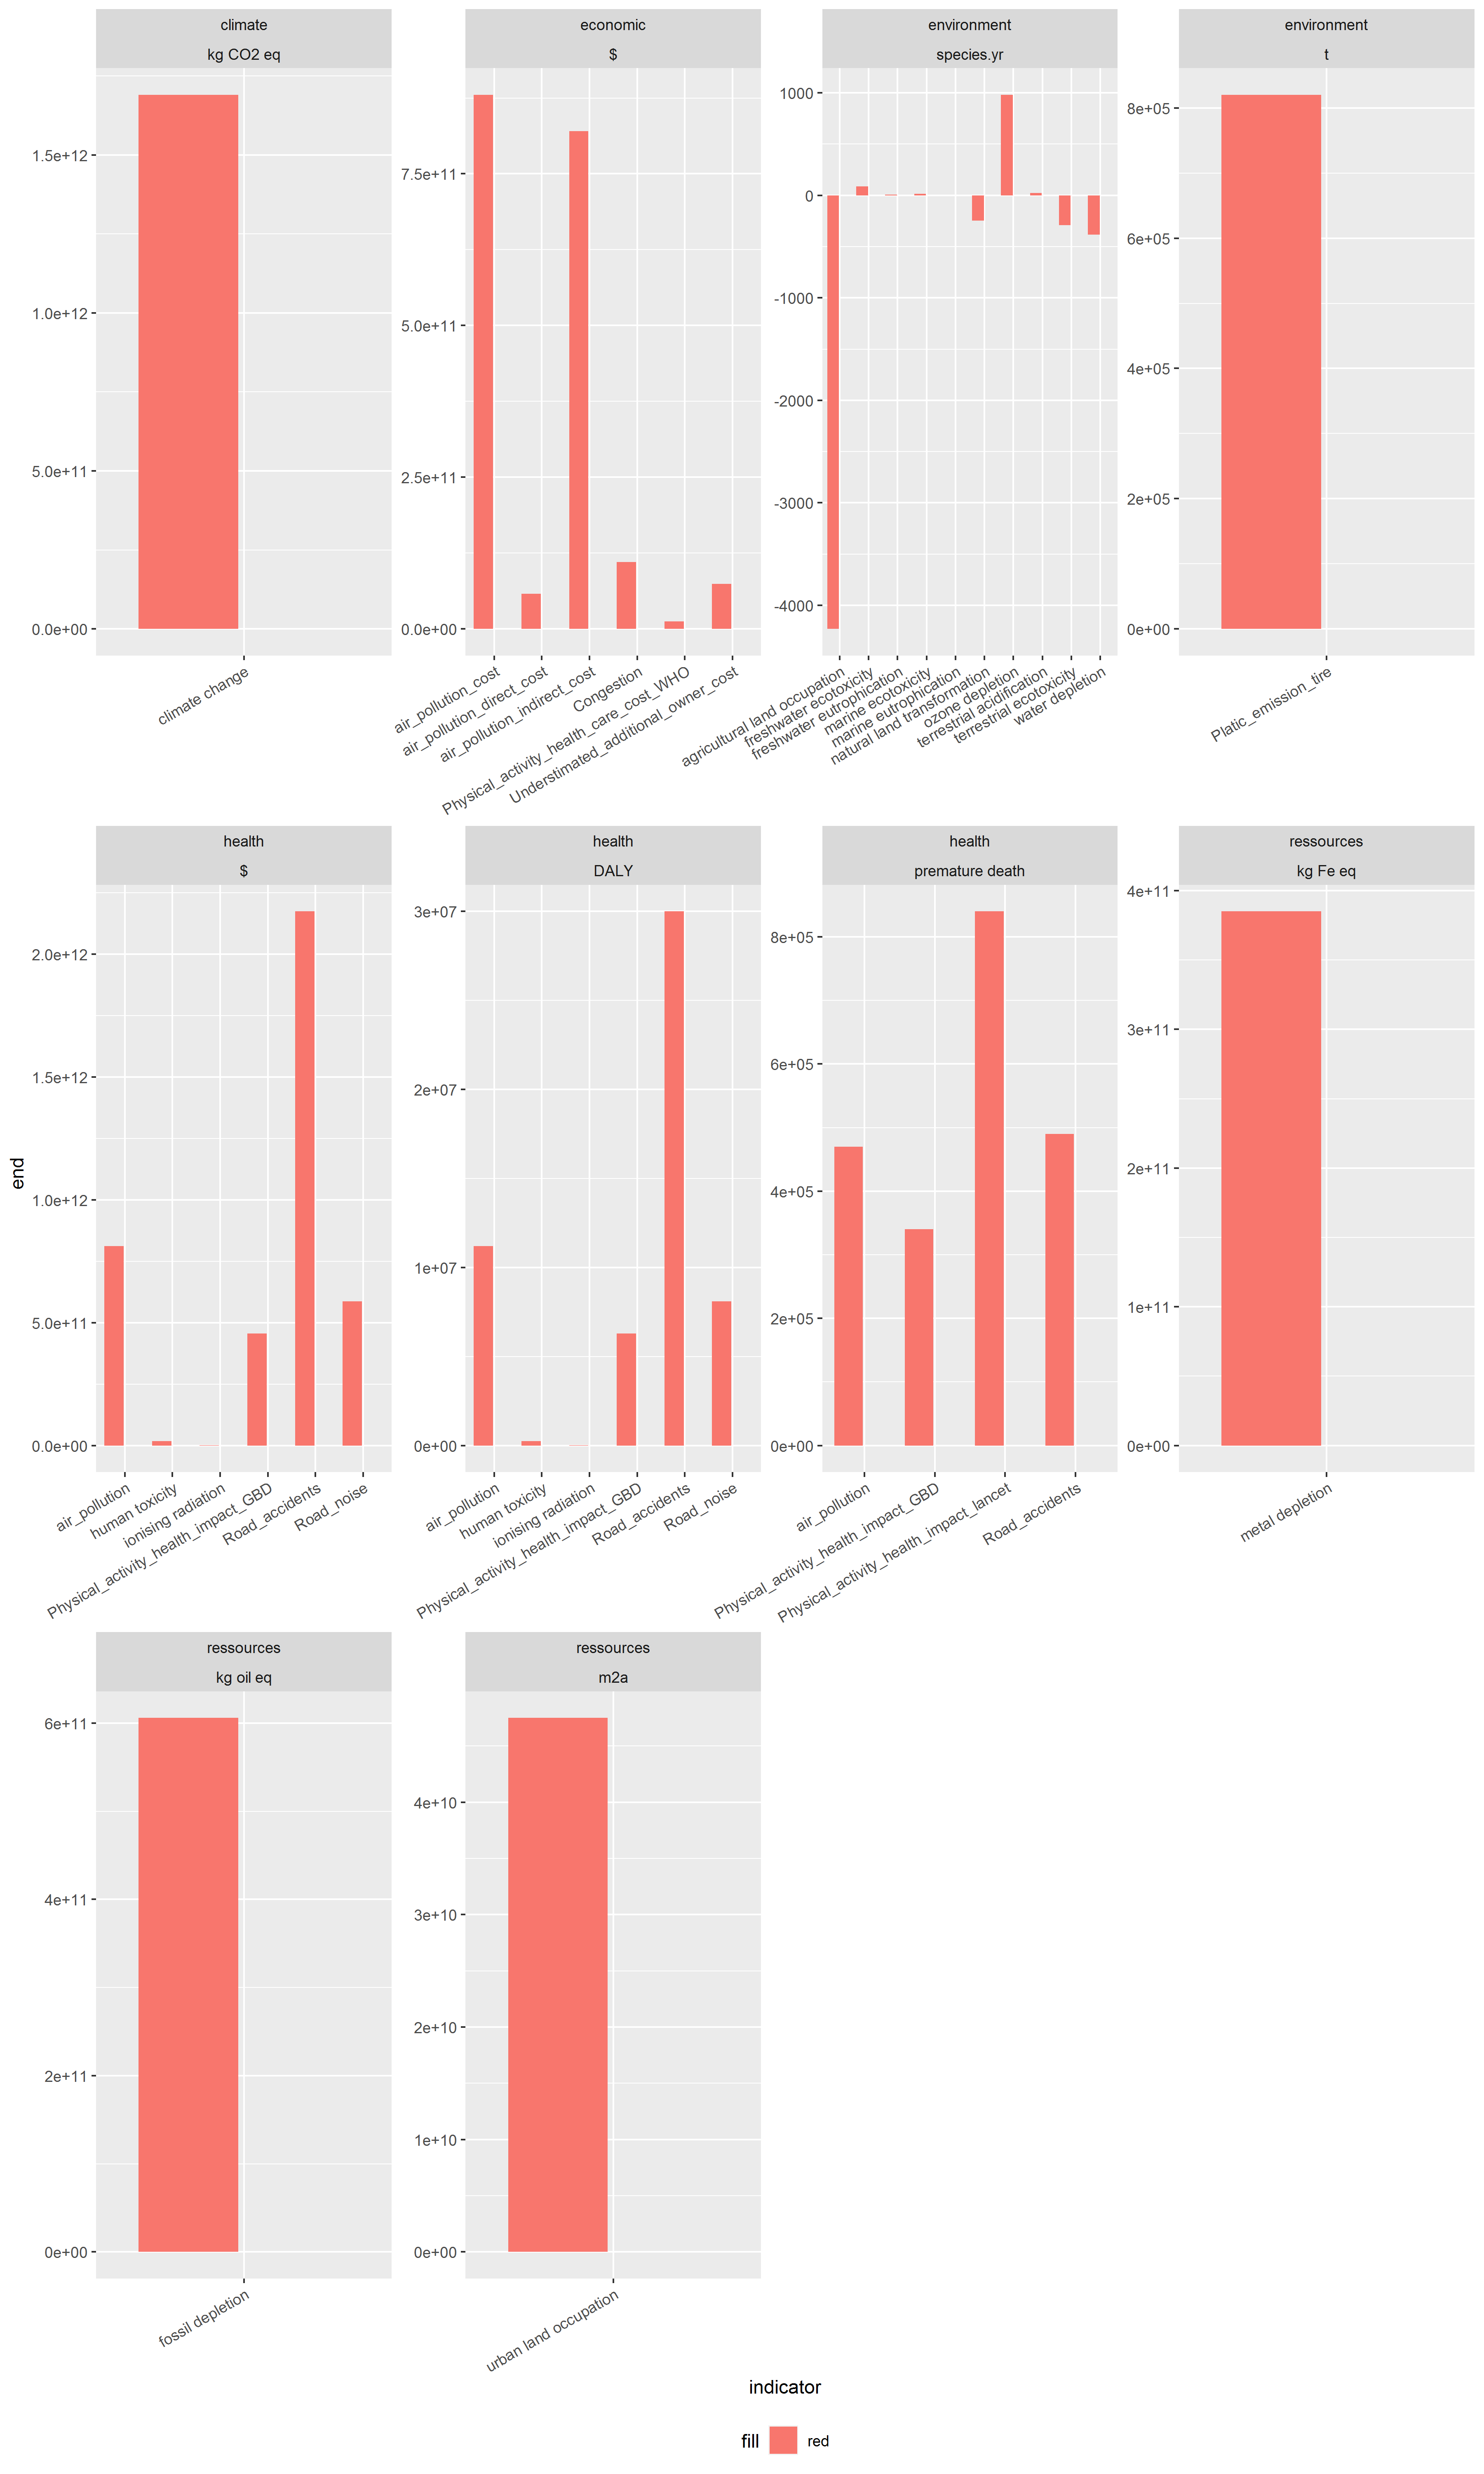 climate
kg CO2 eq
1.5e+12
1.0e+12
5.0e+11
0.0e+00
climate change
economic
$
7.5e+11
5.0e+11
2.5e+11
0.0e+00
air_pollution_cost
air_pollution_direct_cost
air_pollution_indirect_cost
Congestion
Physical_activity_health_care_cost_WHO
Understimated_additional_owner_cost
environment
species.yr
1000
0
-1000
-2000
-3000
-4000
agricultural land occupation
freshwater ecotoxicity
freshwater eutrophication
marine ecotoxicity
marine eutrophication
natural land transformation
ozone depletion
terrestrial acidification
terrestrial ecotoxicity
water depletion
environment
t
8e+05
6e+05
4e+05
2e+05
0e+00
Platic_emission_tire
end
health
$
2.0e+12
1.5e+12
1.0e+12
5.0e+11
0.0e+00
air_pollution
human toxicity
ionising radiation
Physical_activity_health_impact_GBD
Road_accidents
Road_noise
health
DALY
3e+07
2e+07
1e+07
0e+00
air_pollution
human toxicity
ionising radiation
Physical_activity_health_impact_GBD
Road_accidents
Road_noise
health
premature death
8e+05
6e+05
4e+05
2e+05
0e+00
air_pollution
Physical_activity_health_impact_GBD
Physical_activity_health_impact_lancet
Road_accidents
ressources
kg Fe eq
4e+11
3e+11
2e+11
1e+11
0e+00
metal depletion
ressources
kg oil eq
6e+11
4e+11
2e+11
0e+00
fossil depletion
ressources
m2a
4e+10
3e+10
2e+10
1e+10
0e+00
urban land occupation
indicator
fill
red